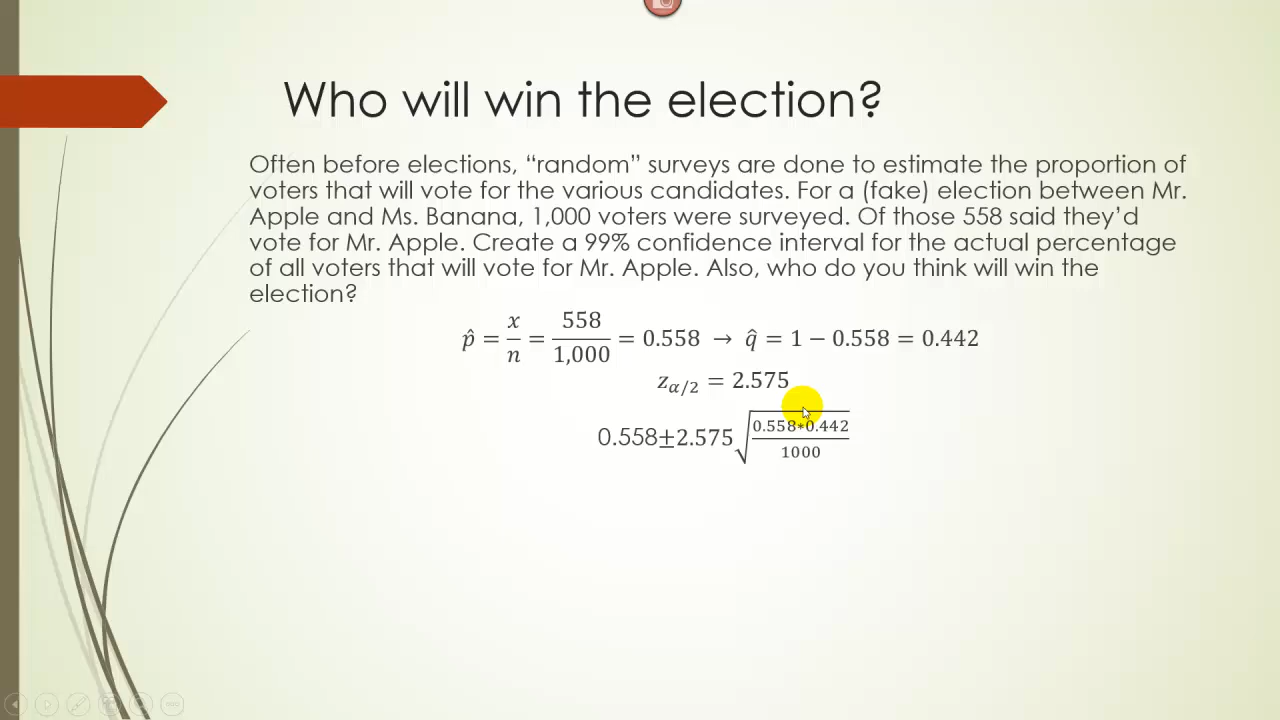 Who will win the election?
Often before elections, “random” surveys are done to estimate the proportion of
voters that will vote for the various candidates. For a (fake) election between Mr.
Apple and Ms. Banana, 1,000 voters were surveyed. Of those 558 said they’d
vote for Mr. Apple. Create a 99% confidence interval for the actual percentage
of all voters that will vote for Mr. Apple. Also, who do you think will win the
election?
p̂ = x/n = 558/1,000 = 0.558 → q̂ = 1 − 0.558 = 0.442
z_{α/2} = 2.575
0.558±2.575√(0.558∗0.442/1000)